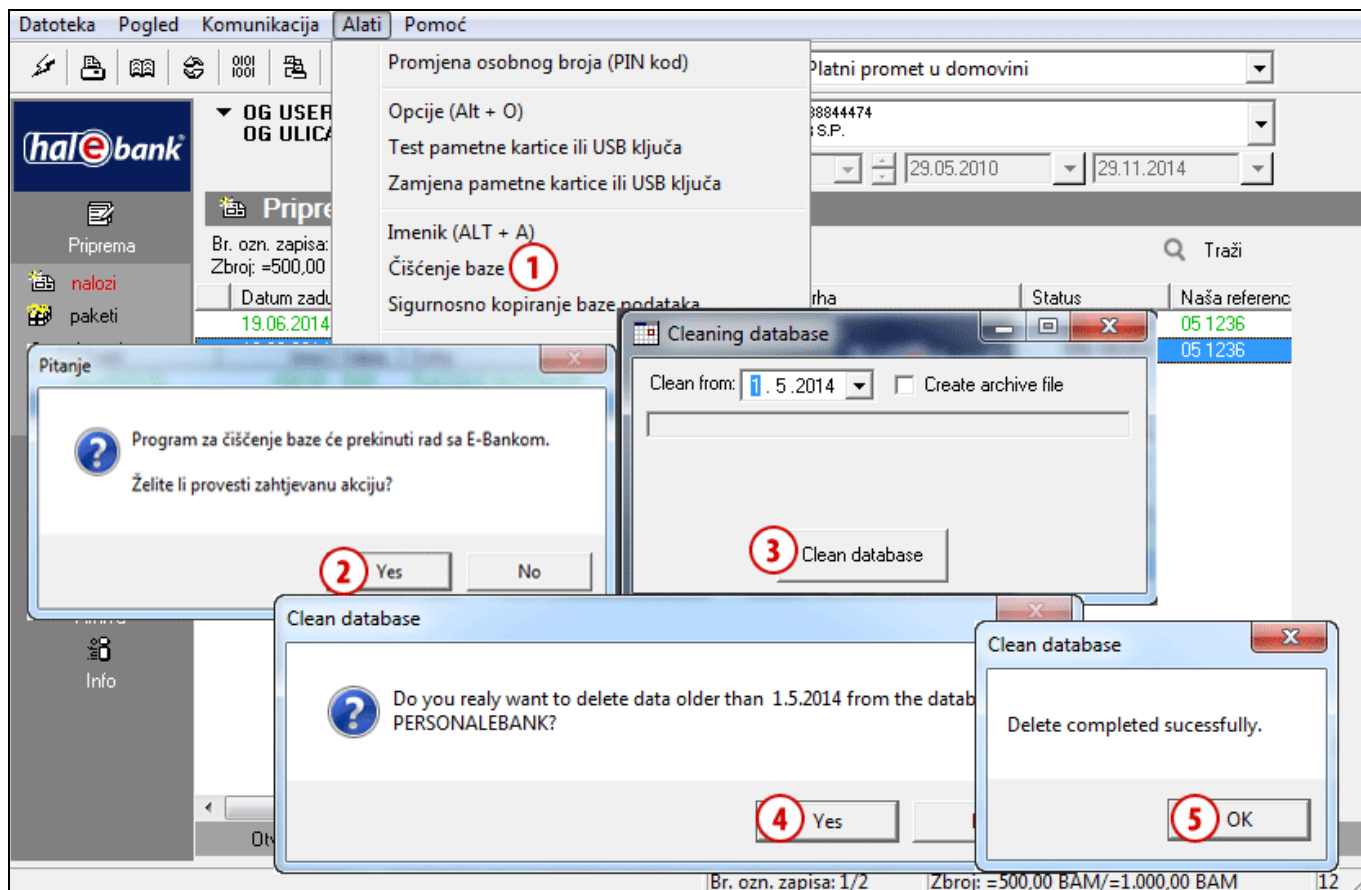 Datoteka Pogled Komunikacija Alati Pomoć
Promjena osobnog broja (PIN kod)
Opcije (Alt + O)
Test pametne kartice ili USB ključa
Zamjena pametne kartice ili USB ključa
Imenik (ALT + A)
Čišćenje baze 1
Sigurnosno kopiranje baze podataka
Platni promet u domovini
hal e bank
OG USER
OG ULICA
38844474
S.P.
29.05.2010 29.11.2014
Priprema
nalozi
paketi
Info
Br. ozn. zapisa:
Zbroj: =500,00
Traži
Status Naša referenc
19.06.2014 05 1236
05 1236
Pitanje
Program za čiščenje baze će prekinuti rad sa E-Bankom.
Želite li provesti zahtjevanu akciju?
2 Yes No
Cleaning database
Clean from: 1 . 5 .2014 Create archive file
3 Clean database
Clean database
Do you realy want to delete data older than 1.5.2014 from the
PERSONALEBANK?
4 Yes
Clean database
Delete completed sucessfully.
5 OK
Br. ozn. zapisa: 1/2 Zbroj: =500,00 BAM/=1.000,00 BAM 12